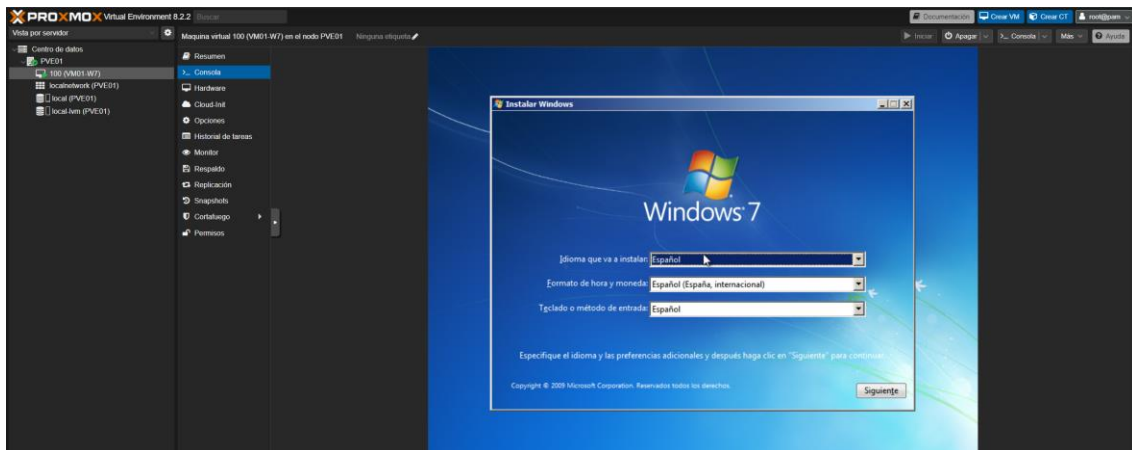 PROXMOX Virtual Environment 8.2.2 Buscar Documentación Crear VM Crear CT root@pam
Vista por servidor Maquina virtual 100 (VM01-W7) en el nodo PVE01 Ninguna etiqueta Iniciar Apagar Consola Más Ayuda
Centro de datos
PVE01
100 (VM01-W7)
localnetwork (PVE01)
local (PVE01)
local-lvm (PVE01)
Resumen
Consola
Hardware
Cloud-Init
Opciones
Historial de tareas
Monitor
Respaldo
Replicación
Snapshots
Cortafuego
Permisos
Instalar Windows
Windows 7
Idioma que va a instalar: Español
Formato de hora y moneda: Español (España, internacional)
Teclado o método de entrada: Español
Especifique el idioma y las preferencias adicionales y después haga clic en "Siguiente" para continuar.
Copyright © 2009 Microsoft Corporation. Reservados todos los derechos.
Siguiente